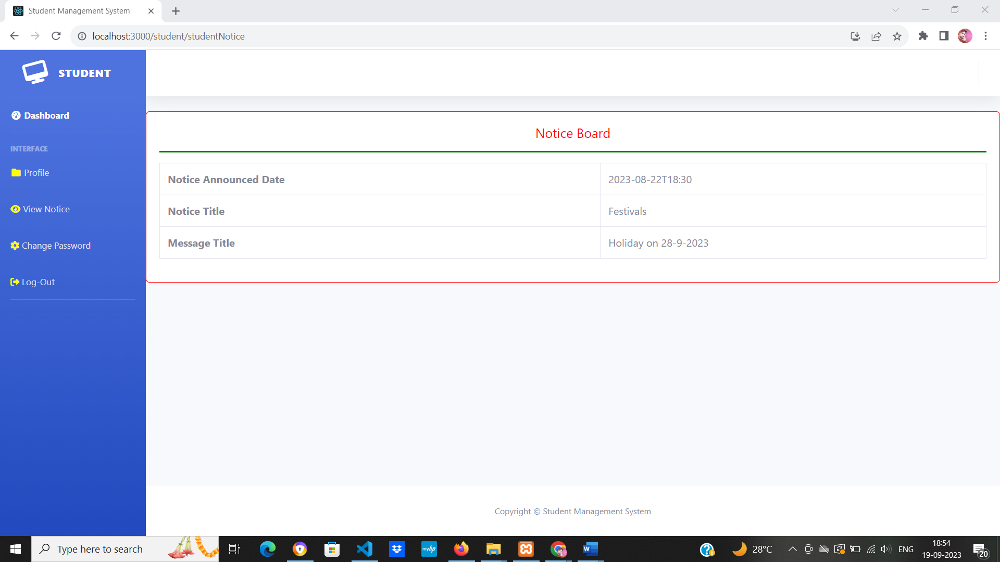 Student Management System
localhost:3000/student/studentNotice
STUDENT
Dashboard
INTERFACE
Profile
View Notice
Change Password
Log-Out
Notice Board
Notice Announced Date 2023-08-22T18:30
Notice Title Festivals
Message Title Holiday on 28-9-2023
Copyright © Student Management System
Type here to search
myhp
W
28°C
ENG
18:54
19-09-2023
20